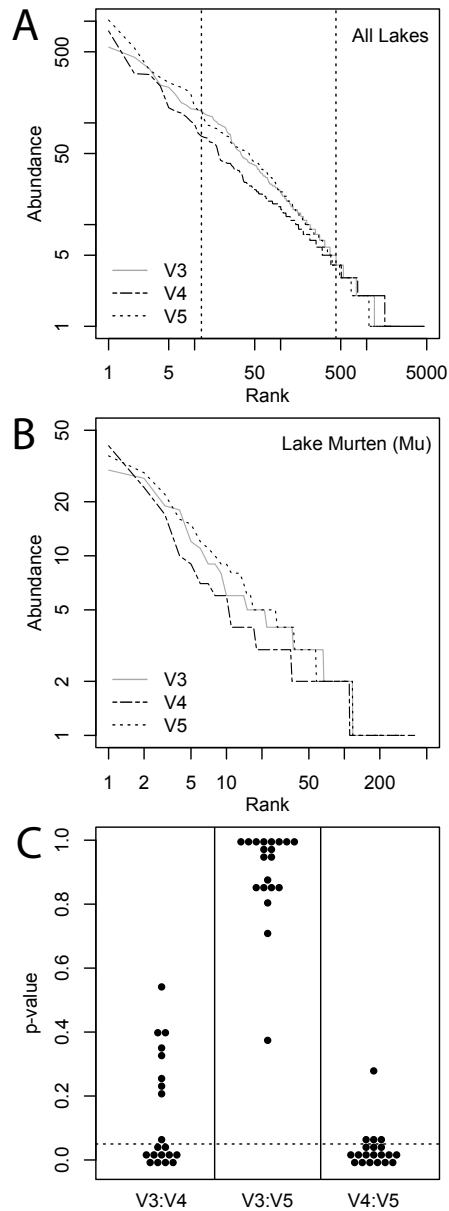 A
All Lakes
Abundance
500
50
5
1
V3
V4
V5
1 5 50 500 5000
Rank
B
Lake Murten (Mu)
Abundance
50
20
10
5
2
1
V3
V4
V5
1 2 5 10 50 200
Rank
C
p-value
1.0
0.8
0.6
0.4
0.2
0.0
V3:V4 V3:V5 V4:V5